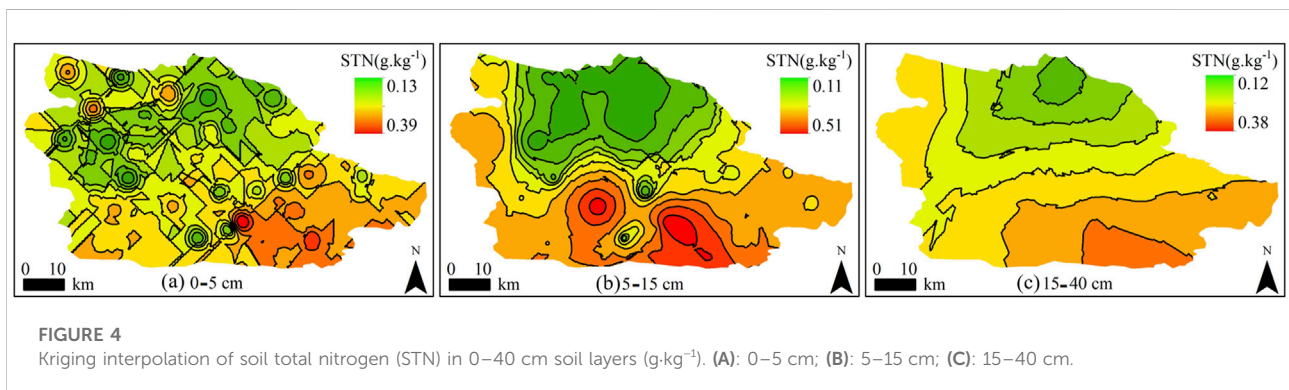 STN(g.kg⁻¹)
0.13
0.39
N
0 10
km
(a) 0–5 cm
STN(g.kg⁻¹)
0.11
0.51
N
0 10
km
(b) 5–15 cm
STN(g.kg⁻¹)
0.12
0.38
N
0 10
km
(c) 15–40 cm
FIGURE 4
Kriging interpolation of soil total nitrogen (STN) in 0–40 cm soil layers (g·kg⁻¹). (A): 0–5 cm; (B): 5–15 cm; (C): 15–40 cm.